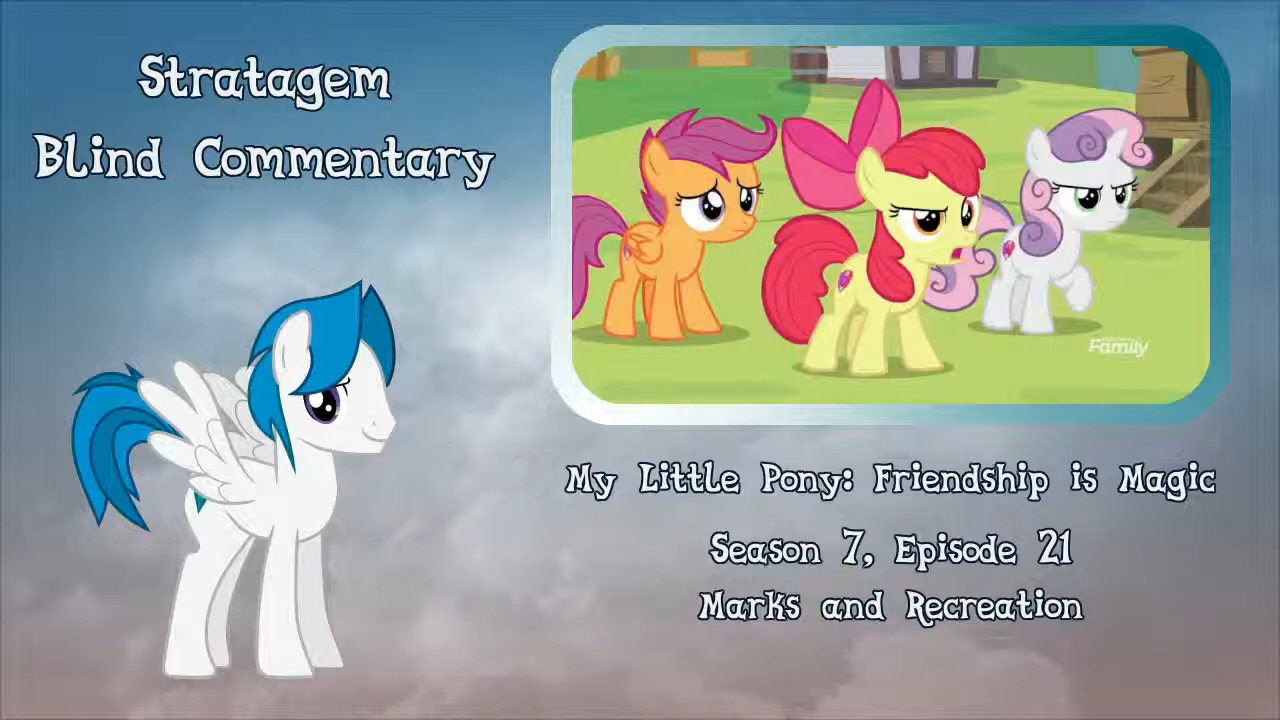 Stratagem
Blind Commentary
Family
My Little Pony: Friendship is Magic
Season 7, Episode 21
Marks and Recreation